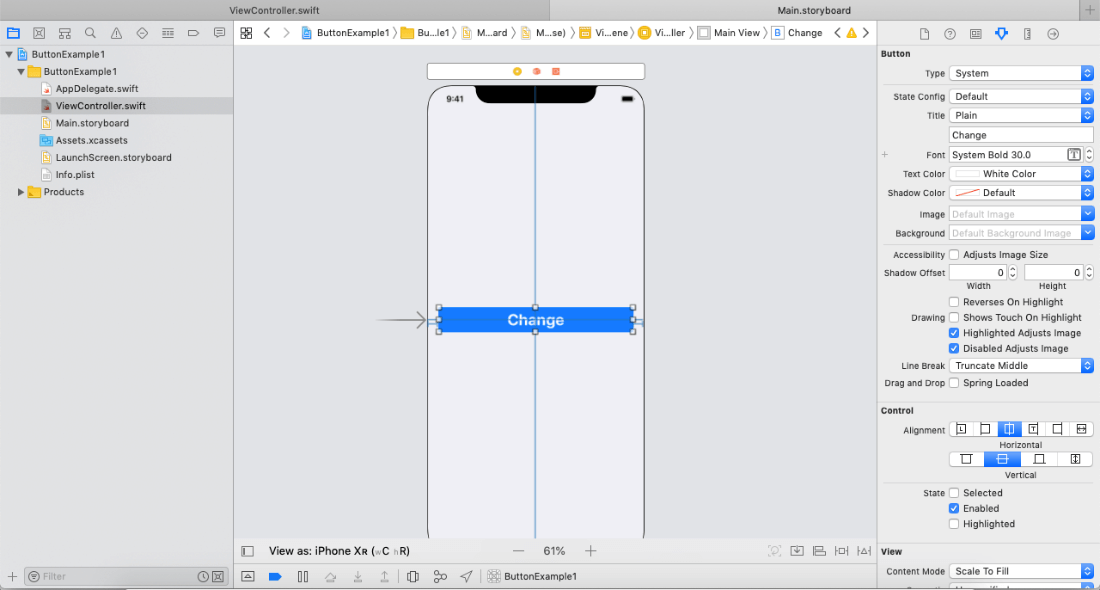 ViewController.swift
Main.storyboard
ButtonExample1
Bu...le1)
M...ard
M...se)
Vi...ene
Vi...ller
Main View
B Change
ButtonExample1
ButtonExample1
AppDelegate.swift
ViewController.swift
Main.storyboard
Assets.xcassets
LaunchScreen.storyboard
Info.plist
Products
Filter
9:41
Change
View as: iPhone XR (wC hR)
61%
ButtonExample1
Button
Type System
State Config Default
Title Plain
Change
Font System Bold 30.0 T
Text Color White Color
Shadow Color Default
Image Default Image
Background Default Background Image
Accessibility Adjusts Image Size
Shadow Offset 0 0
Width Height
Reverses On Highlight
Drawing Shows Touch On Highlight
Highlighted Adjusts Image
Disabled Adjusts Image
Line Break Truncate Middle
Drag and Drop Spring Loaded
Control
Alignment
Horizontal
Vertical
State Selected
Enabled
Highlighted
View
Content Mode Scale To Fill